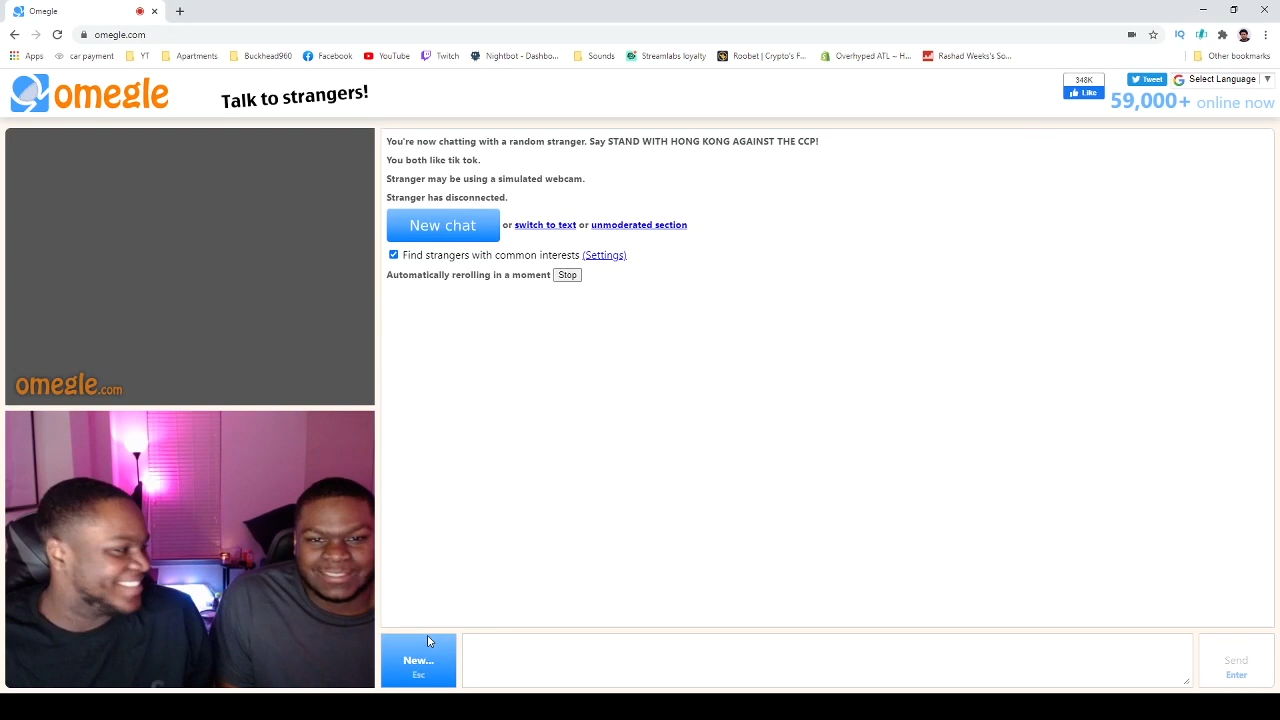 Omegle
omegle.com
Apps
car payment
YT
Apartments
Buckhead960
Facebook
YouTube
Twitch
Nightbot - Dashbo...
Sounds
Streamlabs loyalty
Roobet | Crypto's F...
Overhyped ATL ~ H...
Rashad Weeks's So...
Other bookmarks
omegle
Talk to strangers!
348K
Like
Tweet
Select Language
59,000+ online now
You're now chatting with a random stranger. Say STAND WITH HONG KONG AGAINST THE CCP!
You both like tik tok.
Stranger may be using a simulated webcam.
Stranger has disconnected.
New chat or switch to text or unmoderated section
Find strangers with common interests (Settings)
Automatically rerolling in a moment Stop
omegle.com
New...
Esc
Send
Enter